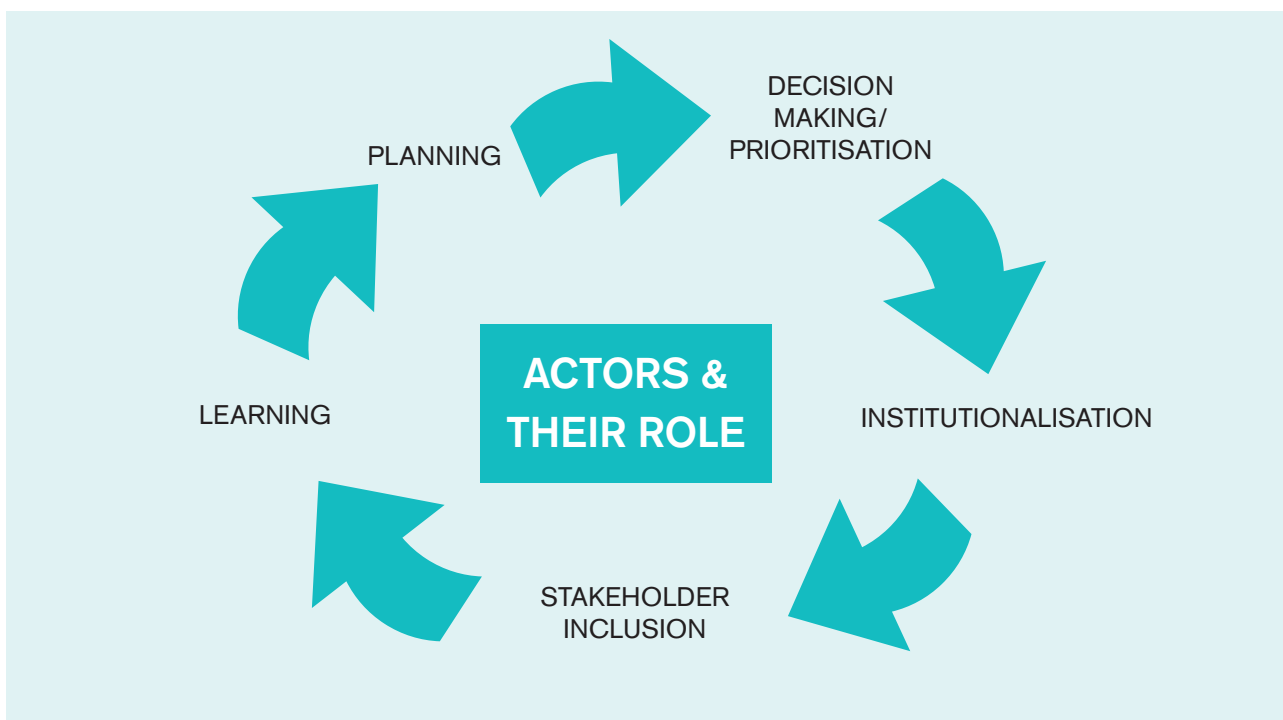 PLANNING
DECISION
MAKING/
PRIORITISATION
ACTORS &
THEIR ROLE
LEARNING
INSTITUTIONALISATION
STAKEHOLDER
INCLUSION